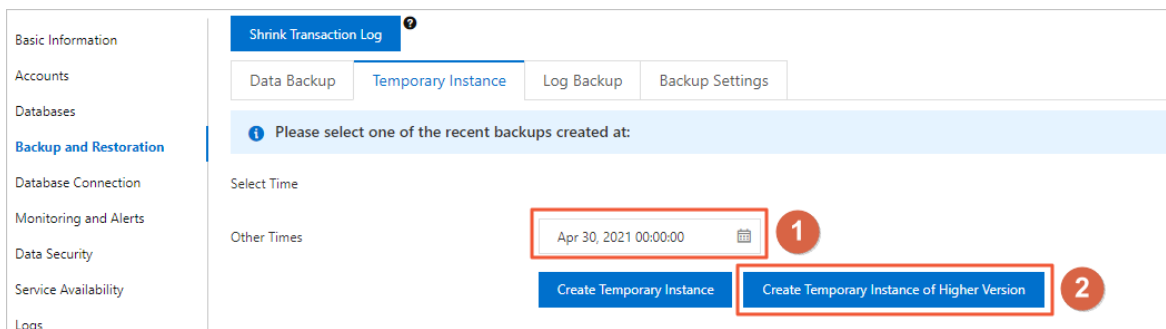 Basic Information
Accounts
Databases
Backup and Restoration
Database Connection
Monitoring and Alerts
Data Security
Service Availability
Logs
Shrink Transaction Log
?
Data Backup Temporary Instance Log Backup Backup Settings
Please select one of the recent backups created at:
Select Time
Other Times Apr 30, 2021 00:00:00 1
Create Temporary Instance Create Temporary Instance of Higher Version 2